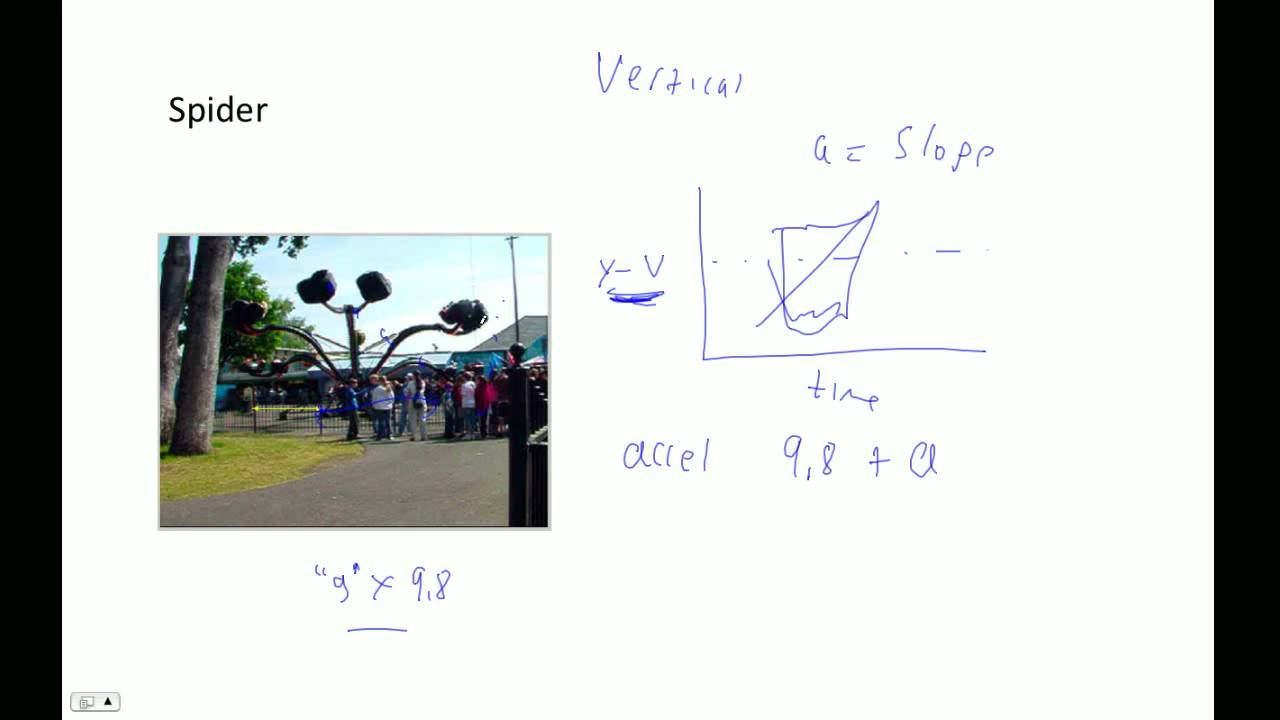 Vertical
Spider
a = Slope
y-v
time
accel 9.8 + a
"g" x 9.8